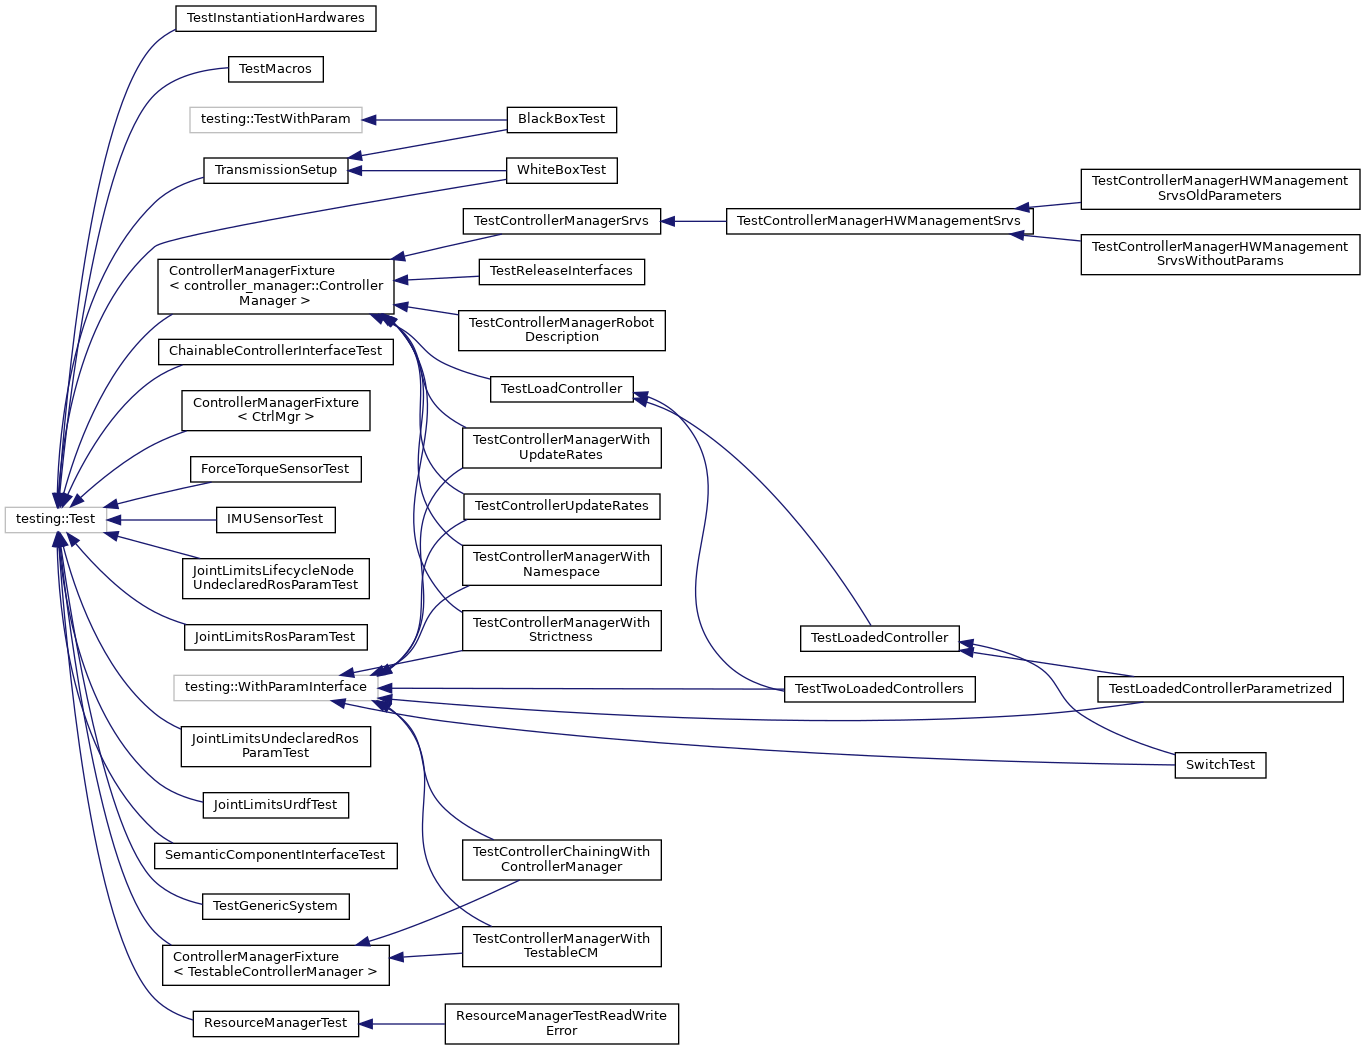 TestInstantiationHardwares
TestMacros
testing::TestWithParam
BlackBoxTest
TransmissionSetup
WhiteBoxTest
TestControllerManagerHWManagement
SrvsOldParameters
TestControllerManagerSrvs
TestControllerManagerHWManagementSrvs
TestControllerManagerHWManagement
SrvsWithoutParams
ControllerManagerFixture
< controller_manager::Controller
Manager >
TestReleaseInterfaces
TestControllerManagerRobot
Description
ChainableControllerInterfaceTest
TestLoadController
ControllerManagerFixture
< CtrlMgr >
TestControllerManagerWith
UpdateRates
ForceTorqueSensorTest
TestControllerUpdateRates
testing::Test
IMUSensorTest
TestControllerManagerWith
Namespace
JointLimitsLifecycleNode
UndeclaredRosParamTest
TestControllerManagerWith
Strictness
JointLimitsRosParamTest
TestLoadedController
testing::WithParamInterface
TestTwoLoadedControllers
TestLoadedControllerParametrized
JointLimitsUndeclaredRos
ParamTest
SwitchTest
JointLimitsUrdfTest
SemanticComponentInterfaceTest
TestControllerChainingWith
ControllerManager
TestGenericSystem
TestControllerManagerWith
TestableCM
ControllerManagerFixture
< TestableControllerManager >
ResourceManagerTest
ResourceManagerTestReadWrite
Error